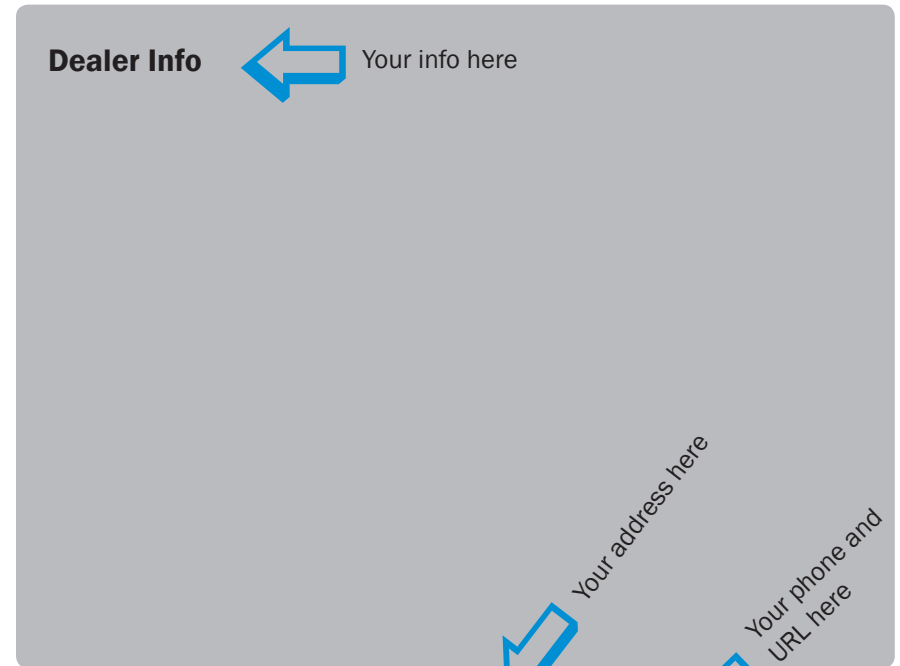 Dealer Info
Your info here
Your address here
Your phone and
URL here